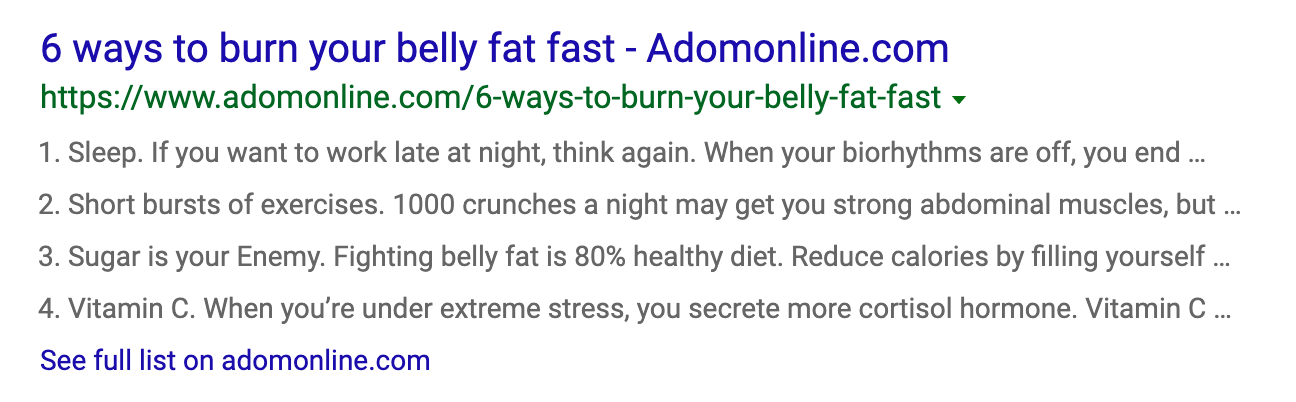 6 ways to burn your belly fat fast - Adomonline.com
https://www.adomonline.com/6-ways-to-burn-your-belly-fat-fast
1. Sleep. If you want to work late at night, think again. When your biorhythms are off, you end ...
2. Short bursts of exercises. 1000 crunches a night may get you strong abdominal muscles, but ...
3. Sugar is your Enemy. Fighting belly fat is 80% healthy diet. Reduce calories by filling yourself ...
4. Vitamin C. When you’re under extreme stress, you secrete more cortisol hormone. Vitamin C ...
See full list on adomonline.com